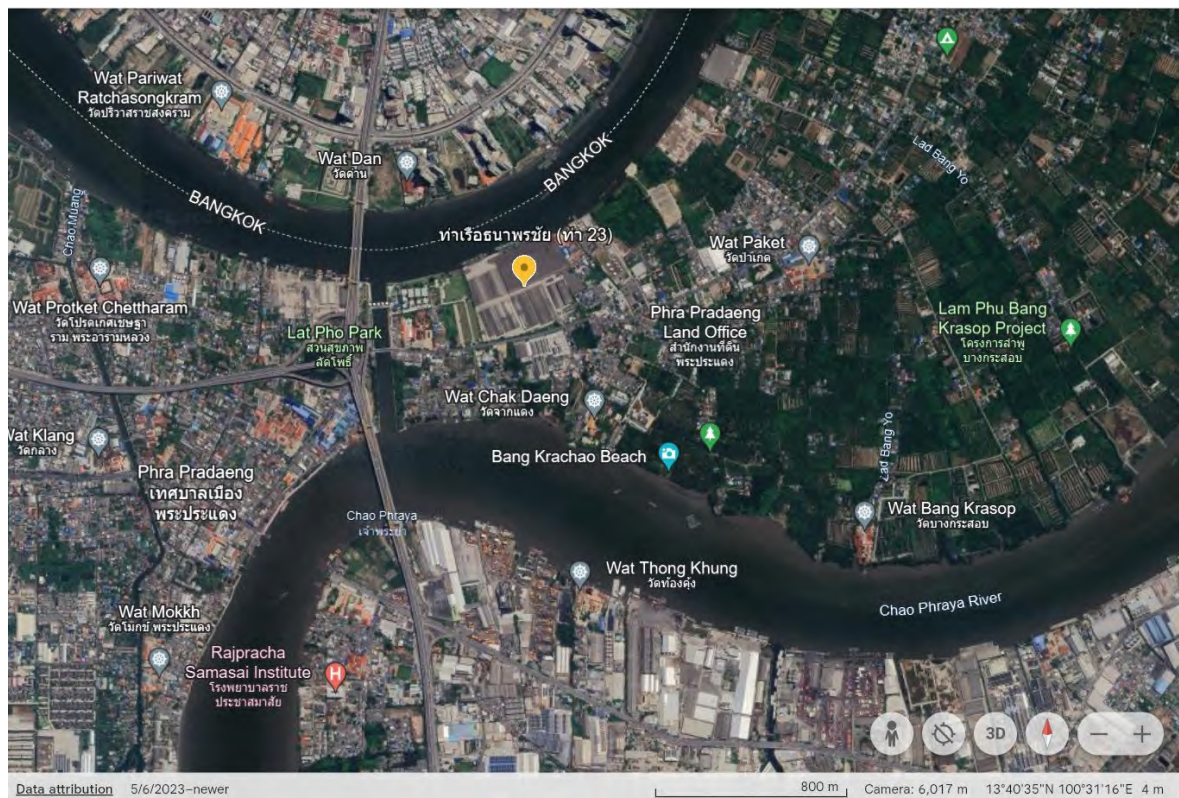 Wat Pariwat
Ratchasongkram
วัดปริวาสราชสงคราม
Wat Dan
วัดด่าน
BANGKOK
BANGKOK
Lad Bang Yo
Chao Muang
ท่าเรือธนาพรชัย (ท่า 23)
Wat Paket
วัดป่าเกด
Wat Protket Chettharam
วัดโปรดเกศเชษฐา
ราม พระอารามหลวง
Lat Pho Park
สวนสุขภาพ
ลัดโพธิ์
Phra Pradaeng
Land Office
สำนักงานที่ดิน
พระประแดง
Lam Phu Bang
Krasop Project
โครงการลำพู
บางกระสอบ
Wat Chak Daeng
วัดจากแดง
Wat Klang
วัดกลาง
Bang Krachao Beach
Lad Bang Yo
Phra Pradaeng
เทศบาลเมือง
พระประแดง
Chao Phraya
เจ้าพระยา
Wat Bang Krasop
วัดบางกระสอบ
Wat Thong Khung
วัดท้องคุ้ง
Chao Phraya River
Wat Mokkh
วัดโมกข์ พระประแดง
Rajpracha
Samasai Institute
โรงพยาบาลราช
ประชาสมาสัย
H
3D
Data attribution 5/6/2023–newer 800 m Camera: 6,017 m 13°40'35"N 100°31'16"E 4 m